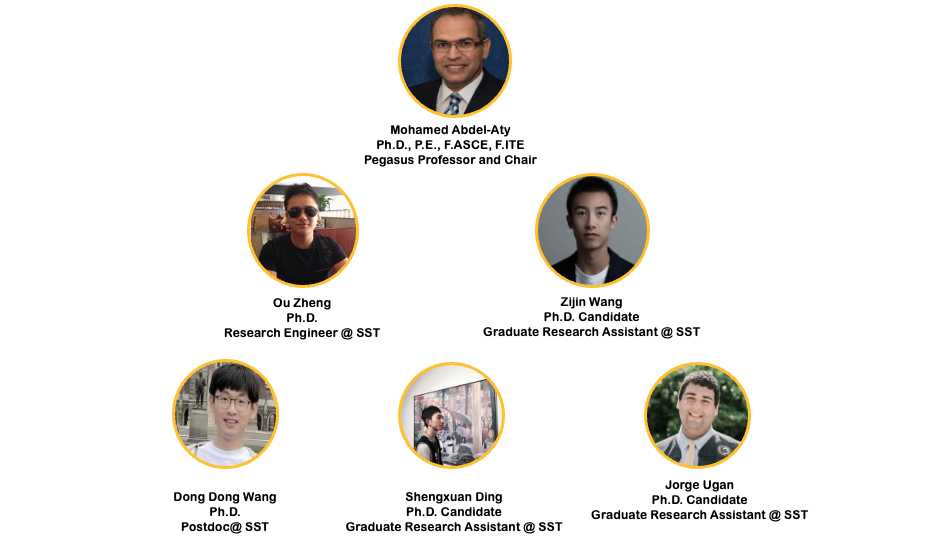 Mohamed Abdel-Aty
Ph.D., P.E., F.ASCE, F.ITE
Pegasus Professor and Chair
Ou Zheng
Ph.D.
Research Engineer @ SST
Zijin Wang
Ph.D. Candidate
Graduate Research Assistant @ SST
Dong Dong Wang
Ph.D.
Postdoc@ SST
Shengxuan Ding
Ph.D. Candidate
Graduate Research Assistant @ SST
Jorge Ugan
Ph.D. Candidate
Graduate Research Assistant @ SST